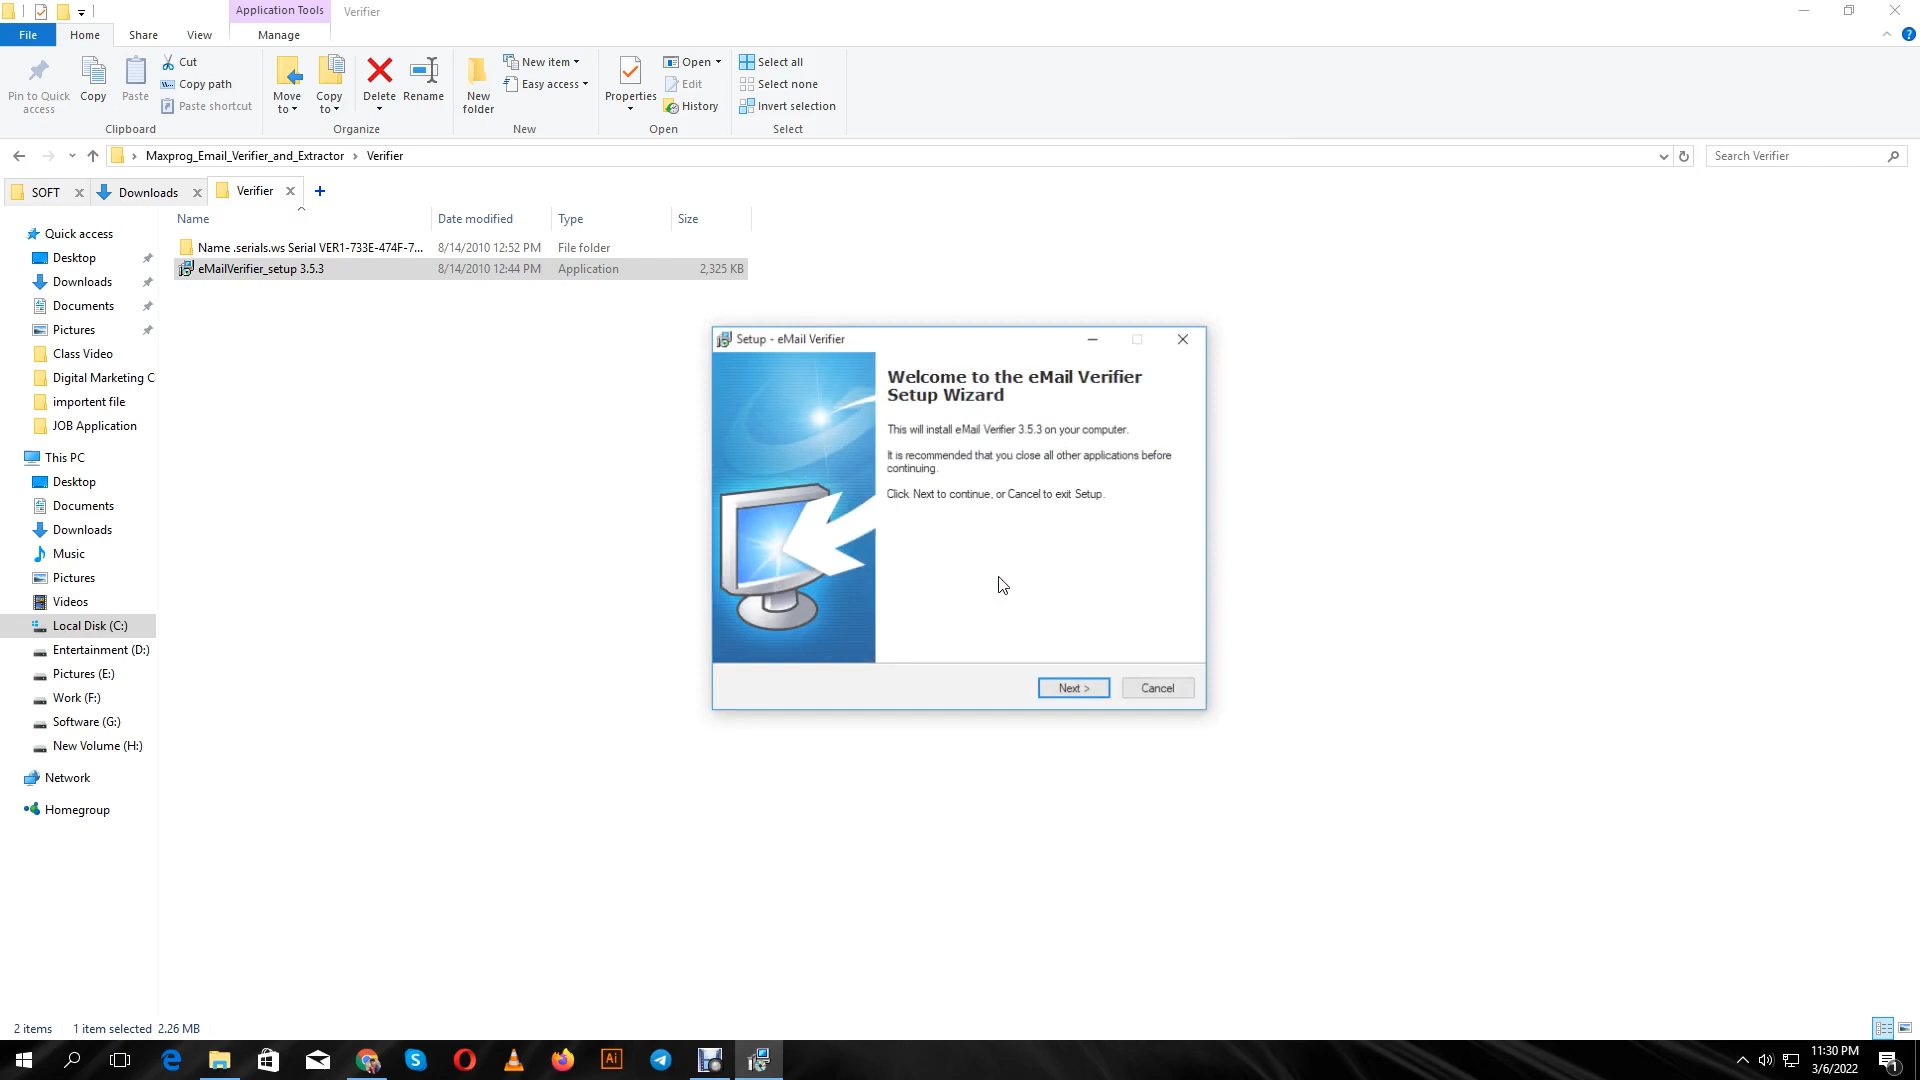 Application Tools
Verifier
File
Home
Share
View
Manage
Pin to Quick
access
Copy
Paste
Cut
Copy path
Paste shortcut
Clipboard
Move
to
Copy
to
Delete
Rename
Organize
New
folder
New item
Easy access
New
Properties
Open
Edit
History
Open
Select all
Select none
Invert selection
Select
Maxprog_Email_Verifier_and_Extractor
Verifier
Search Verifier
SOFT
Downloads
Verifier
Name
Date modified
Type
Size
Name .serials.ws Serial VER1-733E-474F-7...
8/14/2010 12:52 PM
File folder
eMailVerifier_setup 3.5.3
8/14/2010 12:44 PM
Application
2,325 KB
Quick access
Desktop
Downloads
Documents
Pictures
Class Video
Digital Marketing C
importent file
JOB Application
This PC
Desktop
Documents
Downloads
Music
Pictures
Videos
Local Disk (C:)
Entertainment (D:)
Pictures (E:)
Work (F:)
Software (G:)
New Volume (H:)
Network
Homegroup
Setup - eMail Verifier
Welcome to the eMail Verifier
Setup Wizard
This will install eMail Verifier 3.5.3 on your computer.
It is recommended that you close all other applications before
continuing.
Click Next to continue, or Cancel to exit Setup.
Next >
Cancel
2 items
1 item selected 2.26 MB
Ai
11:30 PM
3/6/2022
1